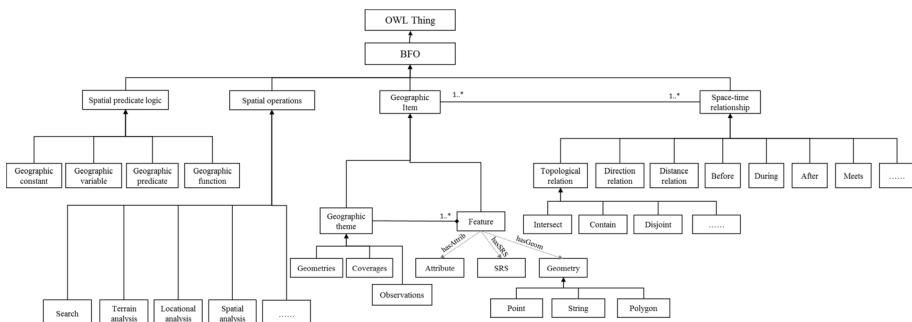 OWL Thing
BFO
Spatial predicate logic
Spatial operations
Geographic
Item
1..*
1..*
Space-time
relationship
Geographic
constant
Geographic
variable
Geographic
predicate
Geographic
function
Topological
relation
Direction
relation
Distance
relation
Before
During
After
Meets
......
Geographic
theme
1..*
Feature
Intersect
Contain
Disjoint
......
hasAttrib
hasSRS
hasGeom
Geometries
Coverages
Attribute
SRS
Geometry
Observations
Search
Terrain
analysis
Locational
analysis
Spatial
analysis
......
Point
String
Polygon